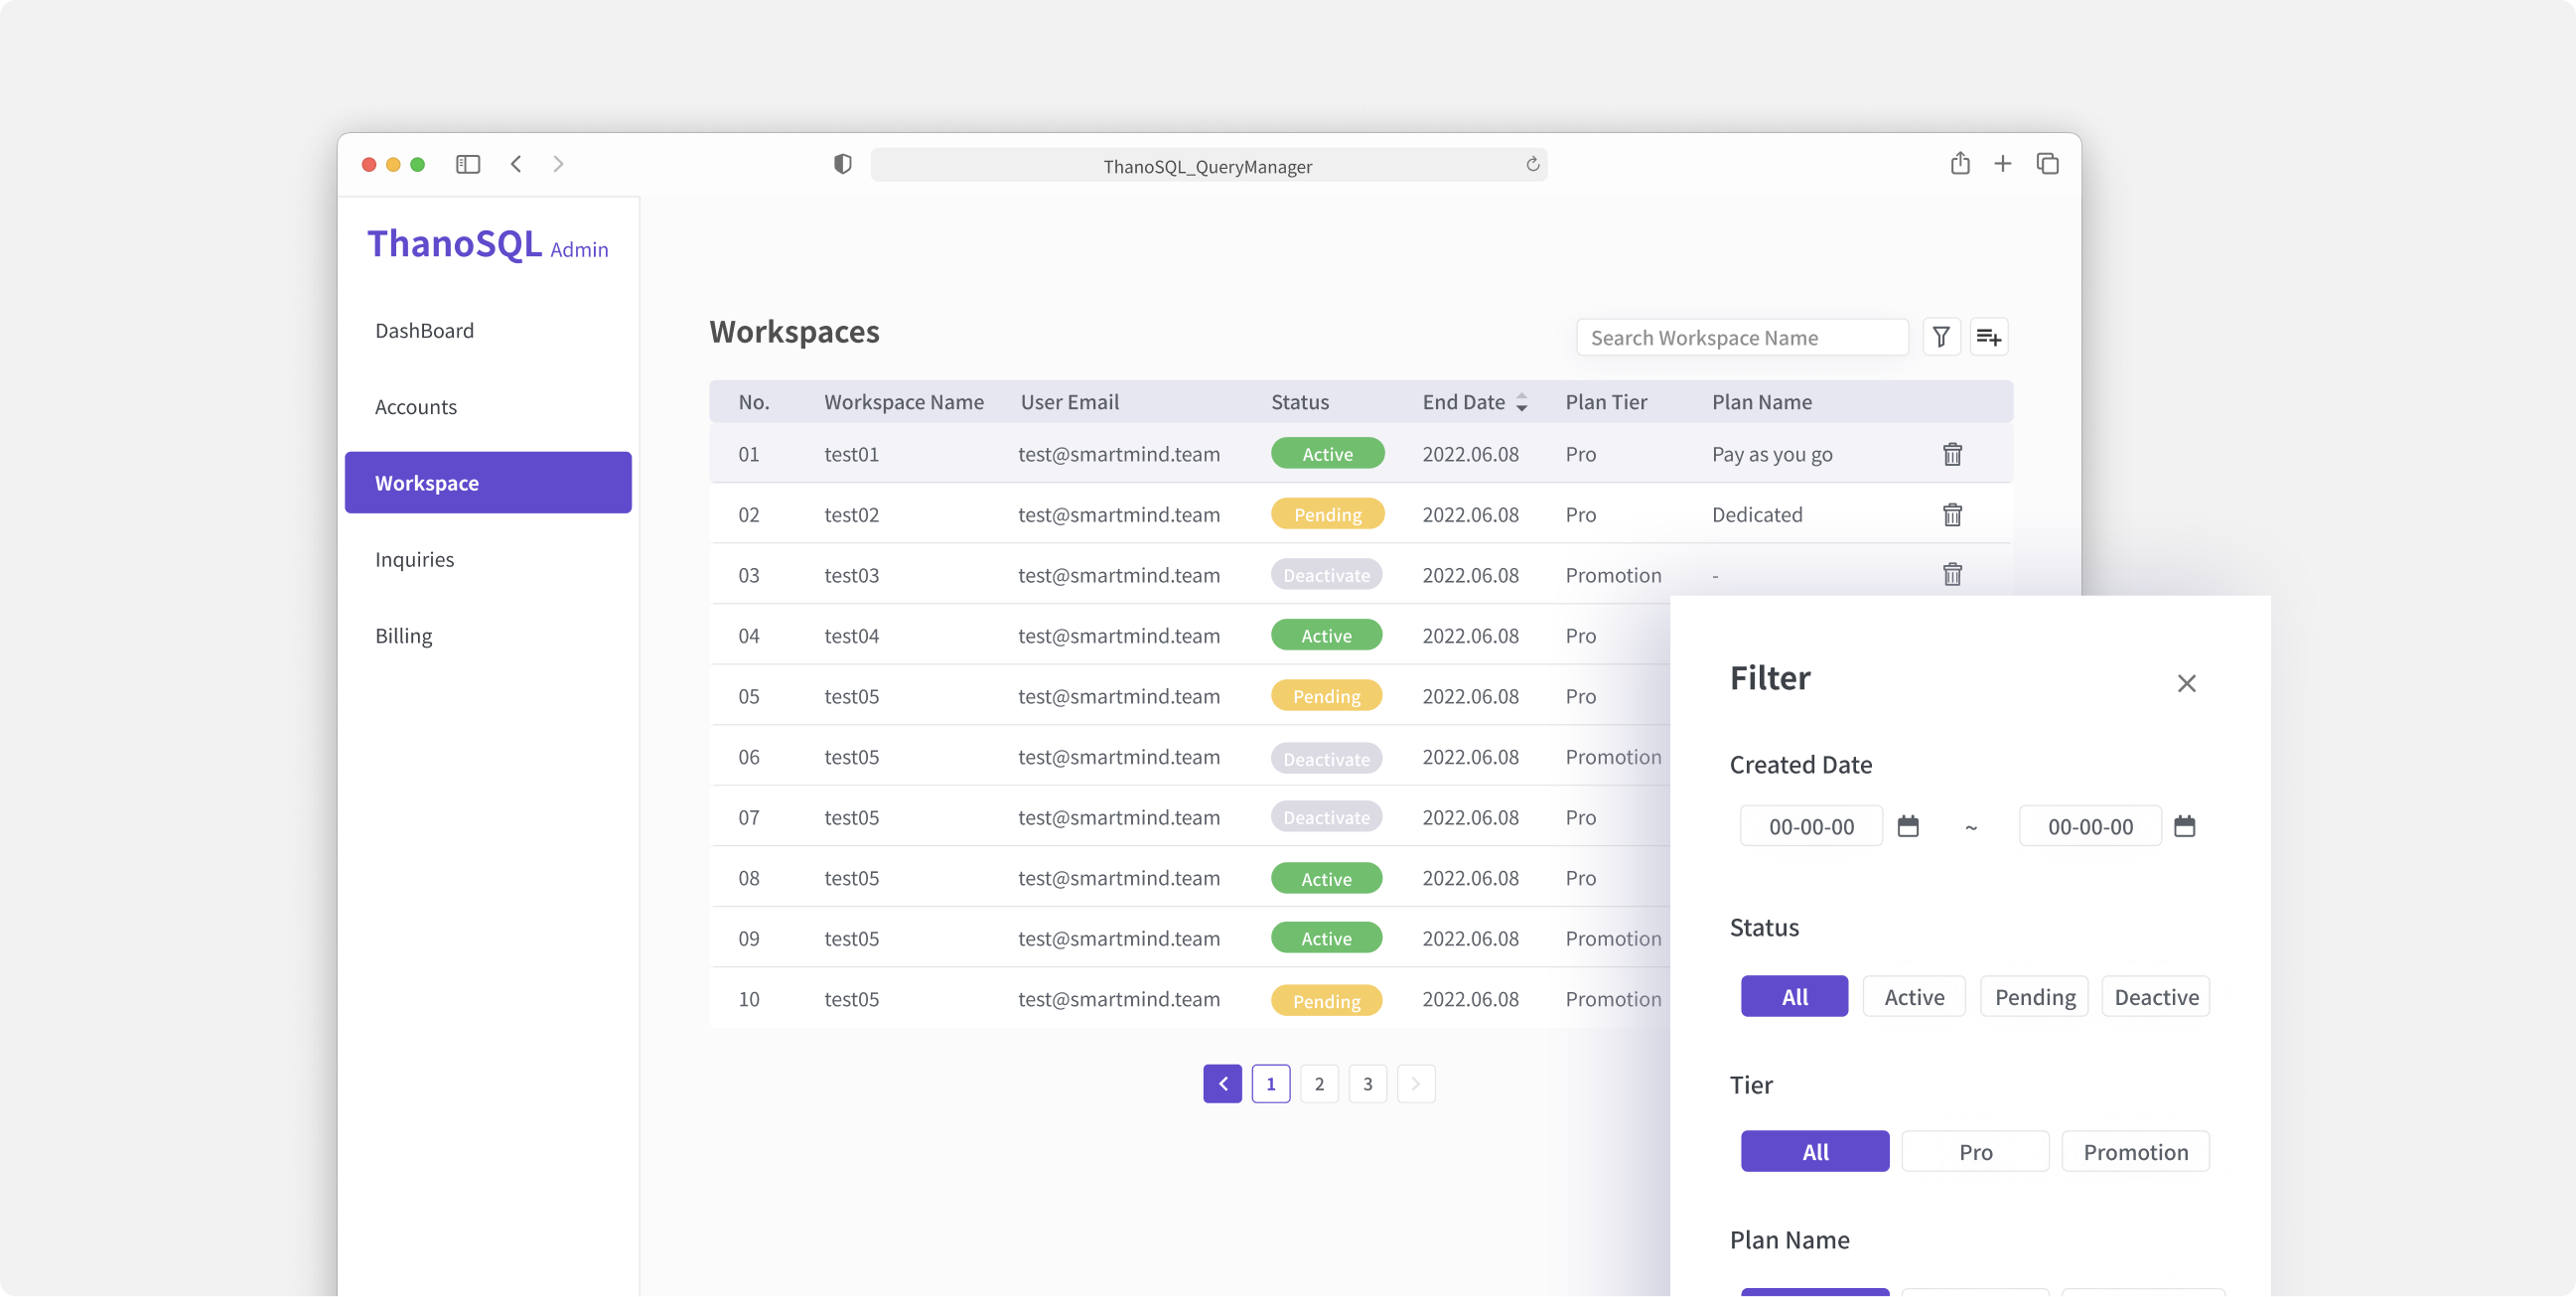 ThanoSQL_QueryManager
ThanoSQL Admin
DashBoard
Accounts
Workspace
Inquiries
Billing
Workspaces
Search Workspace Name
No. Workspace Name User Email Status End Date Plan Tier Plan Name
01 test01 test@smartmind.team Active 2022.06.08 Pro Pay as you go
02 test02 test@smartmind.team Pending 2022.06.08 Pro Dedicated
03 test03 test@smartmind.team Deactivate 2022.06.08 Promotion -
04 test04 test@smartmind.team Active 2022.06.08 Pro
05 test05 test@smartmind.team Pending 2022.06.08 Pro
06 test05 test@smartmind.team Deactivate 2022.06.08 Promotion
07 test05 test@smartmind.team Deactivate 2022.06.08 Pro
08 test05 test@smartmind.team Active 2022.06.08 Pro
09 test05 test@smartmind.team Active 2022.06.08 Promotion
10 test05 test@smartmind.team Pending 2022.06.08 Promotion
1 2 3
Filter
Created Date
00-00-00 ~ 00-00-00
Status
All Active Pending Deactive
Tier
All Pro Promotion
Plan Name